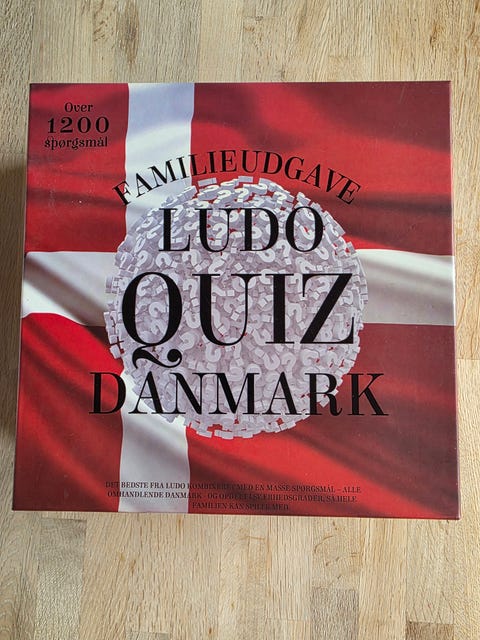 Over
1200
spørgsmål
FAMILIEUDGAVE
LUDO
QUIZ
DANMARK
DET BEDSTE FRA LUDO KOMBINERET MED EN MASSE SPØRGSMÅL – ALLE
OMHANDLENDE DANMARK - OG OPDELT I SVÆRHEDSGRADER, SÅ HELE
FAMILIEN KAN SPILLE MED.